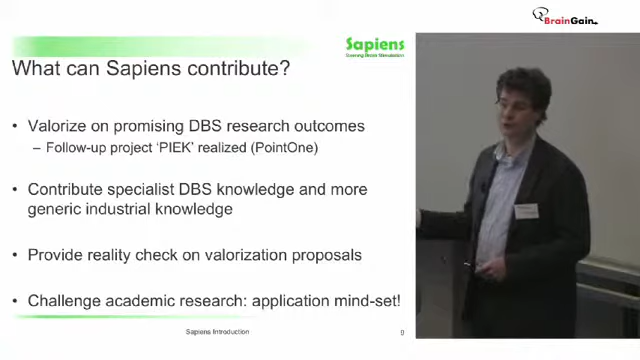 BrainGain
Sapiens
Steering Brain Stimulation
What can Sapiens contribute?
• Valorize on promising DBS research outcomes
– Follow-up project ‘PIEK’ realized (PointOne)
• Contribute specialist DBS knowledge and more
generic industrial knowledge
• Provide reality check on valorization proposals
• Challenge academic research: application mind-set!
Sapiens Introduction
9